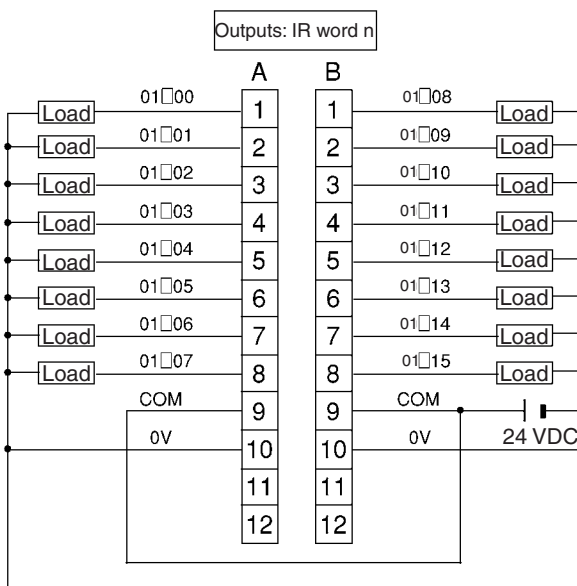 Outputs: IR word n
A B
Load 01□00 1 1 01□08 Load
Load 01□01 2 2 01□09 Load
Load 01□02 3 3 01□10 Load
Load 01□03 4 4 01□11 Load
Load 01□04 5 5 01□12 Load
Load 01□05 6 6 01□13 Load
Load 01□06 7 7 01□14 Load
Load 01□07 8 8 01□15 Load
COM 9 9 COM
0V 10 10 0V 24 VDC
11 11
12 12